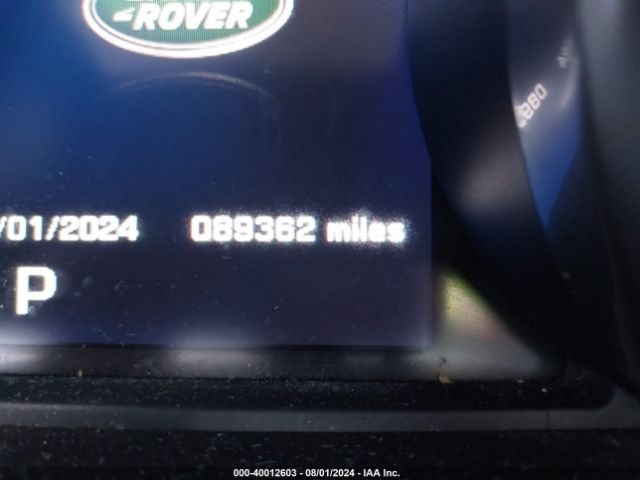 ROVER
/01/2024 089362 miles
P
000-40012603 - 08/01/2024 - IAA Inc.